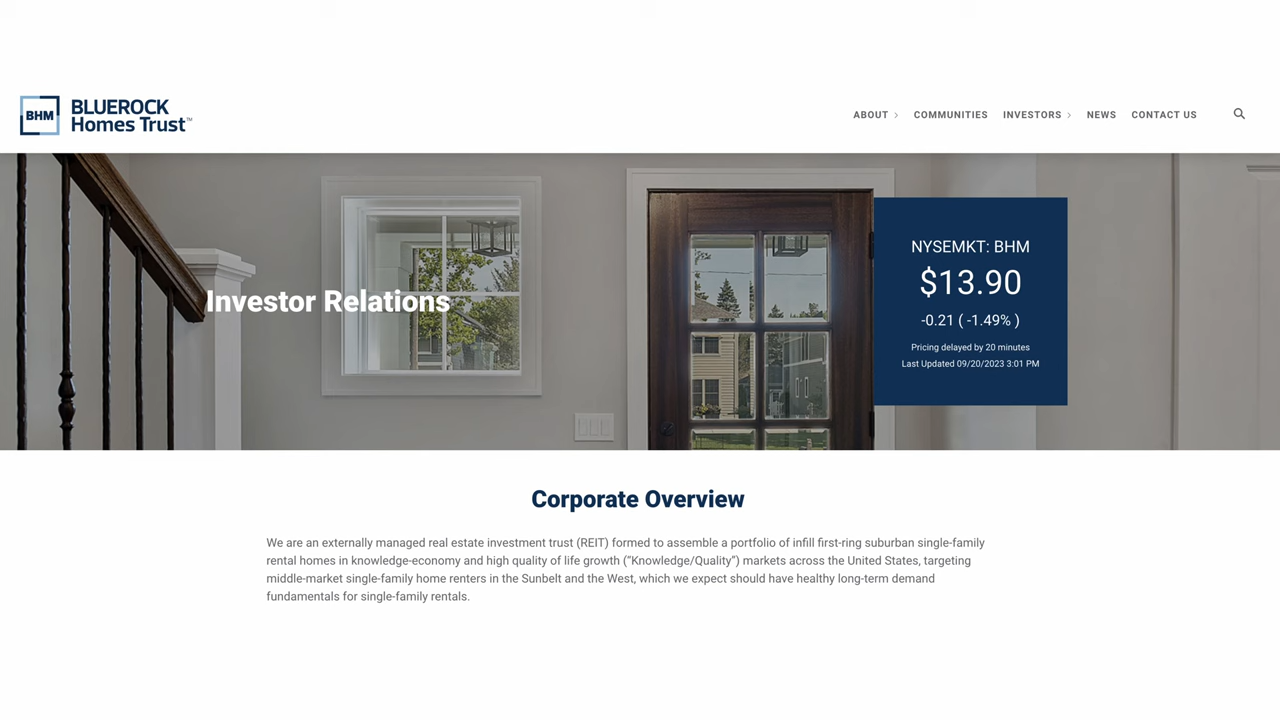 BHM
BLUEROCK
Homes Trust™
ABOUT
COMMUNITIES
INVESTORS
NEWS
CONTACT US
Investor Relations
NYSEMKT: BHM
$13.90
-0.21 ( -1.49% )
Pricing delayed by 20 minutes
Last Updated 09/20/2023 3:01 PM
Corporate Overview
We are an externally managed real estate investment trust (REIT) formed to assemble a portfolio of infill first-ring suburban single-family
rental homes in knowledge-economy and high quality of life growth (“Knowledge/Quality”) markets across the United States, targeting
middle-market single-family home renters in the Sunbelt and the West, which we expect should have healthy long-term demand
fundamentals for single-family rentals.